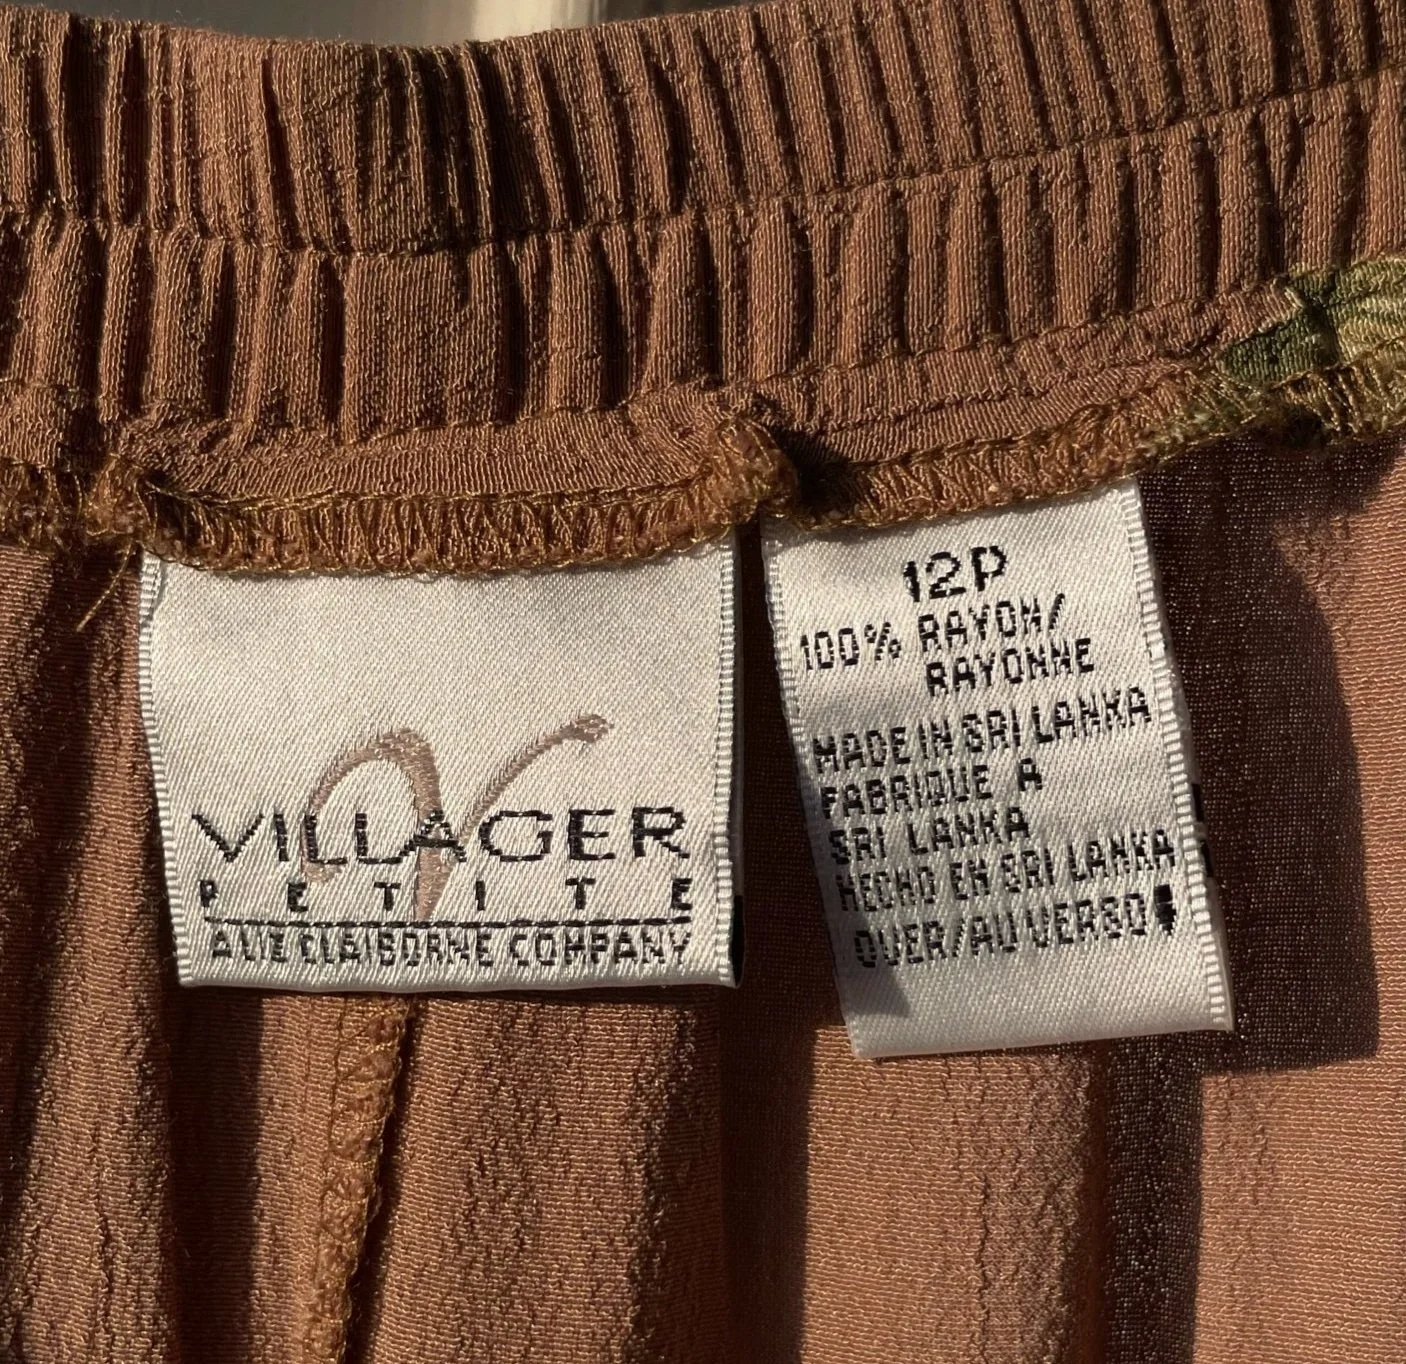 VILLAGER
PETITE
A LIZ CLAIBORNE COMPANY
12P
100% RAYON/
RAYONNE
MADE IN SRI LANKA
FABRIQUE A
SRI LANKA
HECHO EN SRI LANKA
OVER/AU VERSO